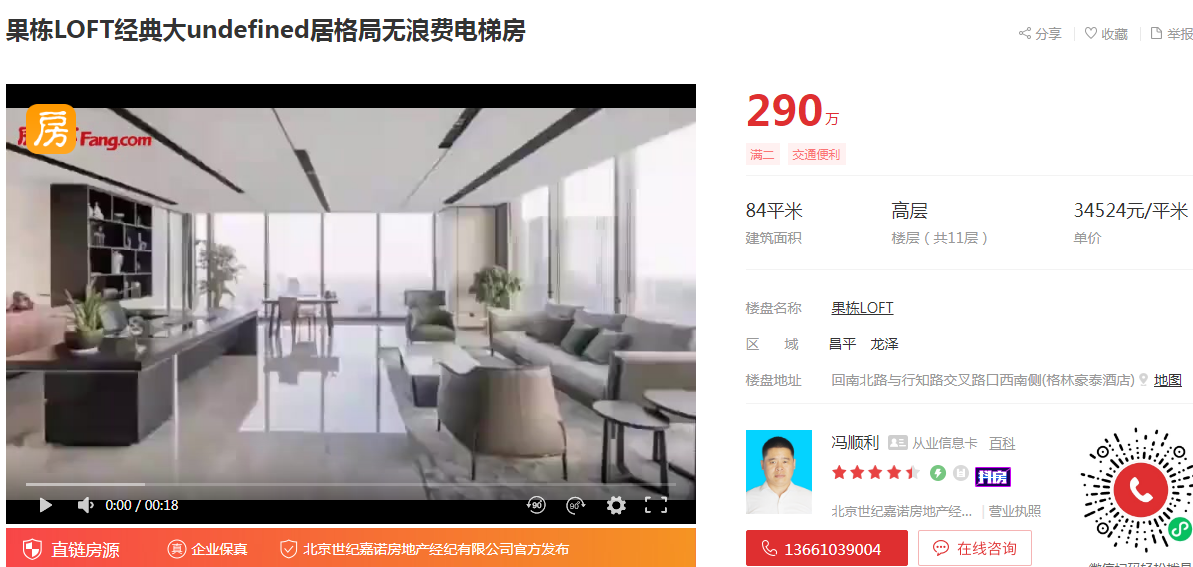 果栋LOFT经典大undefined居格局无浪费电梯房
分享 收藏 举报
房 Fang.com
290万
满二 交通便利
84平米 高层 34524元/平米
建筑面积 楼层（共11层） 单价
楼盘名称 果栋LOFT
区域 昌平 龙泽
楼盘地址 回南北路与行知路交叉路口西南侧(格林豪泰酒店) 地图
冯顺利 从业信息卡 百科
抖房
北京世纪嘉诺房地产经... 营业执照
0:00 / 00:18 90 90
13661039004 在线咨询
直链房源 真 企业保真 北京世纪嘉诺房地产经纪有限公司官方发布